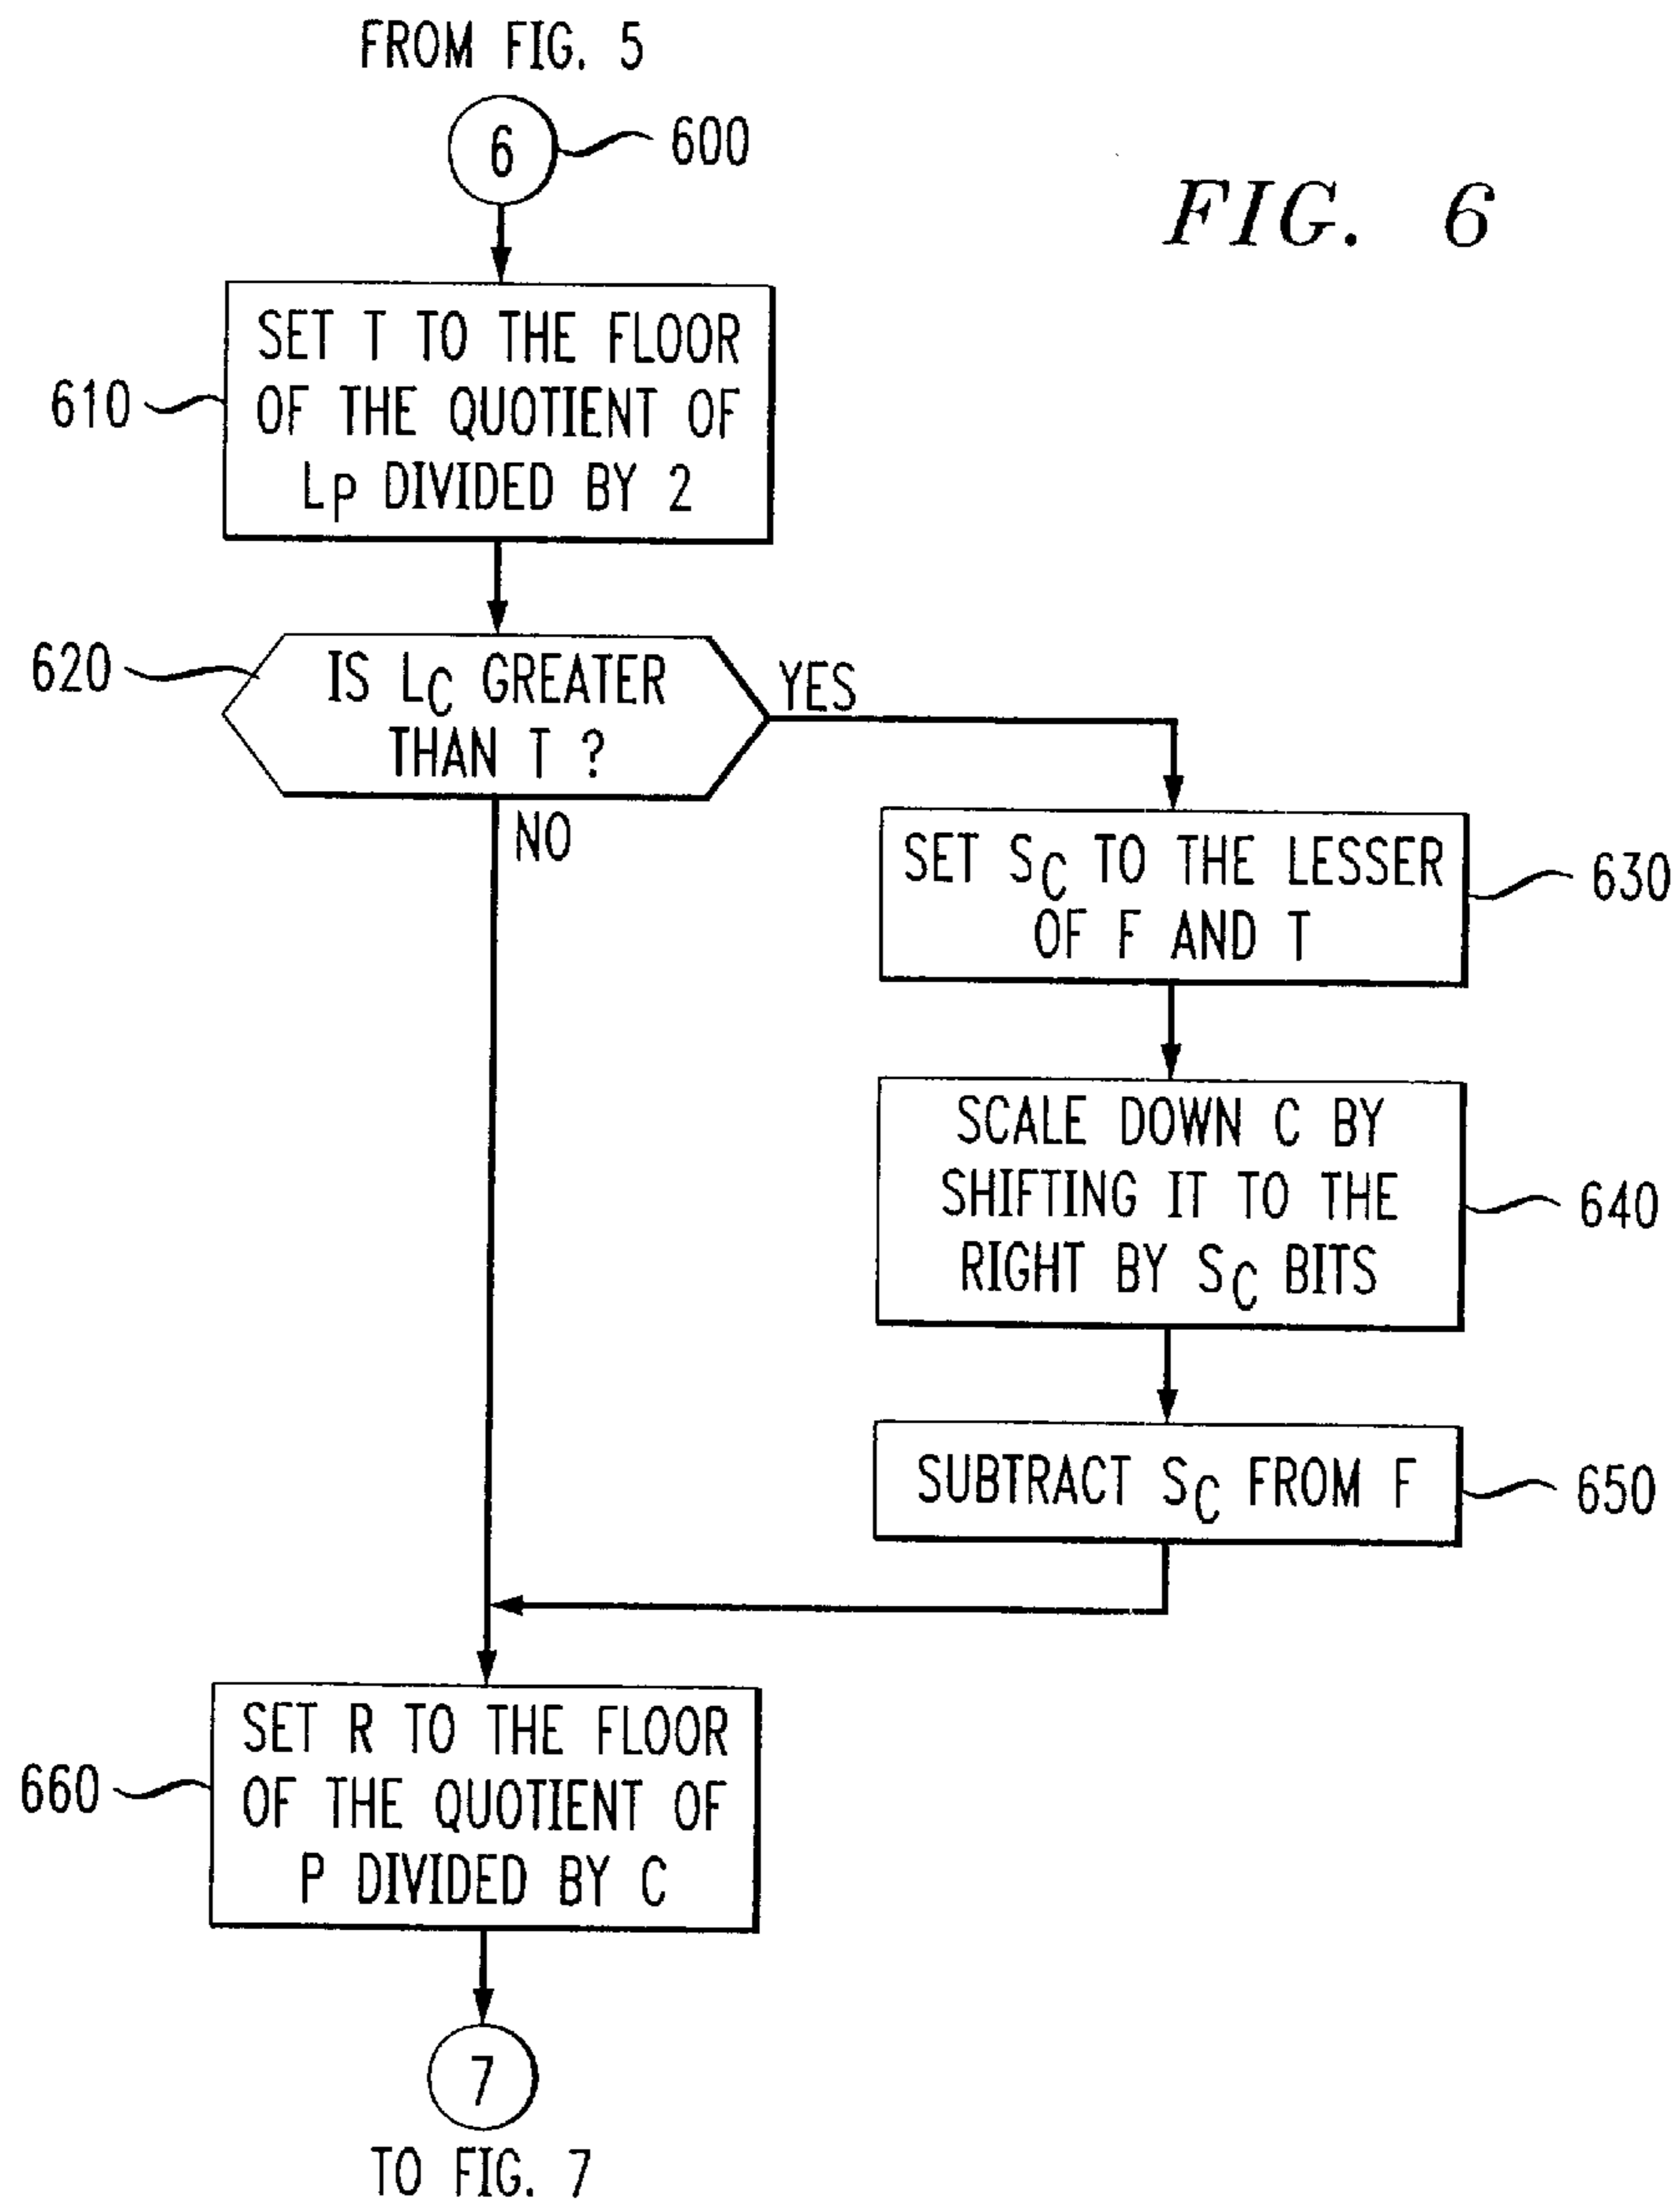 FROM FIG. 5
6
600
FIG. 6
SET T TO THE FLOOR
OF THE QUOTIENT OF
LP DIVIDED BY 2
610
620
IS LC GREATER
THAN T ?
YES
NO
SET SC TO THE LESSER
OF F AND T
630
SCALE DOWN C BY
SHIFTING IT TO THE
RIGHT BY SC BITS
640
SUBTRACT SC FROM F
650
SET R TO THE FLOOR
OF THE QUOTIENT OF
P DIVIDED BY C
660
7
TO FIG. 7